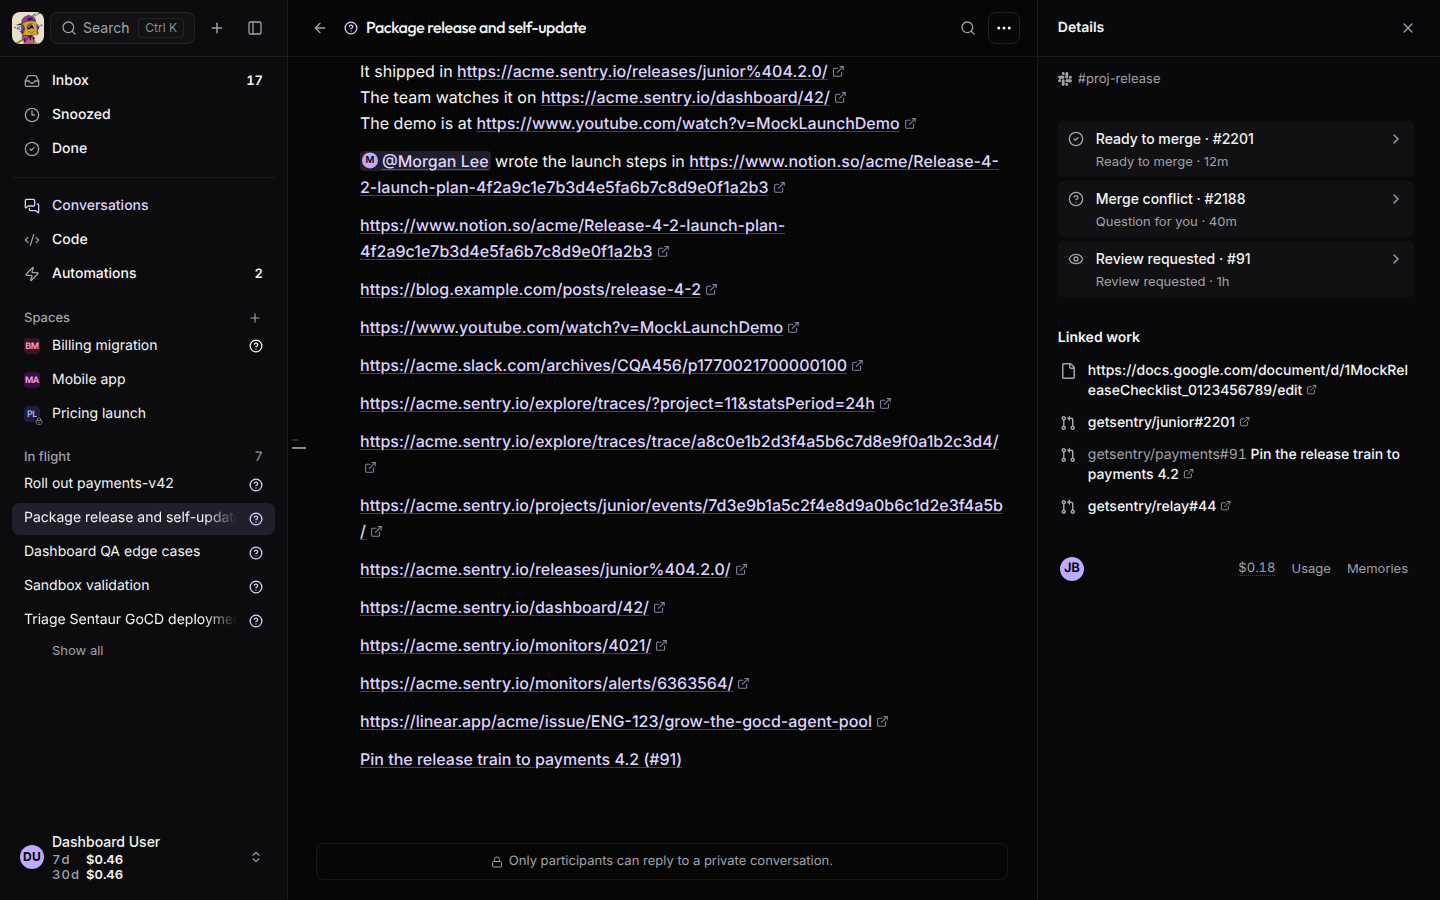 Search Ctrl K
Inbox 17
Snoozed
Done
Conversations
Code
Automations 2
Spaces
BM Billing migration
MA Mobile app
PL Pricing launch
In flight 7
Roll out payments-v42
Package release and self-updat
Dashboard QA edge cases
Sandbox validation
Triage Sentaur GoCD deployme
Show all
DU Dashboard User
7d $0.46
30d $0.46
Package release and self-update
It shipped in https://acme.sentry.io/releases/junior%404.2.0/
The team watches it on https://acme.sentry.io/dashboard/42/
The demo is at https://www.youtube.com/watch?v=MockLaunchDemo
M @Morgan Lee wrote the launch steps in https://www.notion.so/acme/Release-4-
2-launch-plan-4f2a9c1e7b3d4e5fa6b7c8d9e0f1a2b3
https://www.notion.so/acme/Release-4-2-launch-plan-
4f2a9c1e7b3d4e5fa6b7c8d9e0f1a2b3
https://blog.example.com/posts/release-4-2
https://www.youtube.com/watch?v=MockLaunchDemo
https://acme.slack.com/archives/CQA456/p1770021700000100
https://acme.sentry.io/explore/traces/?project=11&statsPeriod=24h
https://acme.sentry.io/explore/traces/trace/a8c0e1b2d3f4a5b6c7d8e9f0a1b2c3d4/
https://acme.sentry.io/projects/junior/events/7d3e9b1a5c2f4e8d9a0b6c1d2e3f4a5b
/
https://acme.sentry.io/releases/junior%404.2.0/
https://acme.sentry.io/dashboard/42/
https://acme.sentry.io/monitors/4021/
https://acme.sentry.io/monitors/alerts/6363564/
https://linear.app/acme/issue/ENG-123/grow-the-gocd-agent-pool
Pin the release train to payments 4.2 (#91)
Only participants can reply to a private conversation.
Details
#proj-release
Ready to merge · #2201
Ready to merge · 12m
Merge conflict · #2188
Question for you · 40m
Review requested · #91
Review requested · 1h
Linked work
https://docs.google.com/document/d/1MockRel
easeChecklist_0123456789/edit
getsentry/junior#2201
getsentry/payments#91 Pin the release train to
payments 4.2
getsentry/relay#44
JB $0.18 Usage Memories